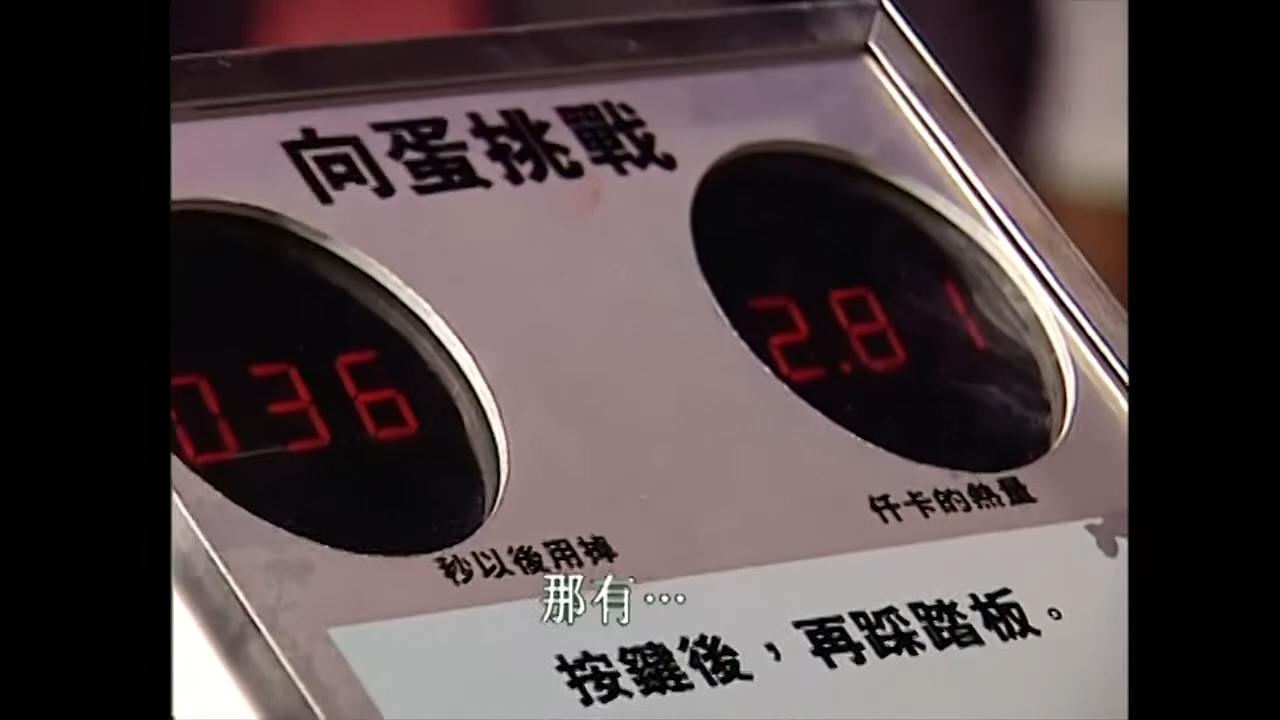 向蛋挑戰
036
2.81
秒以後用掉
仟卡的熱量
那有…
按鍵後，再踩踏板。